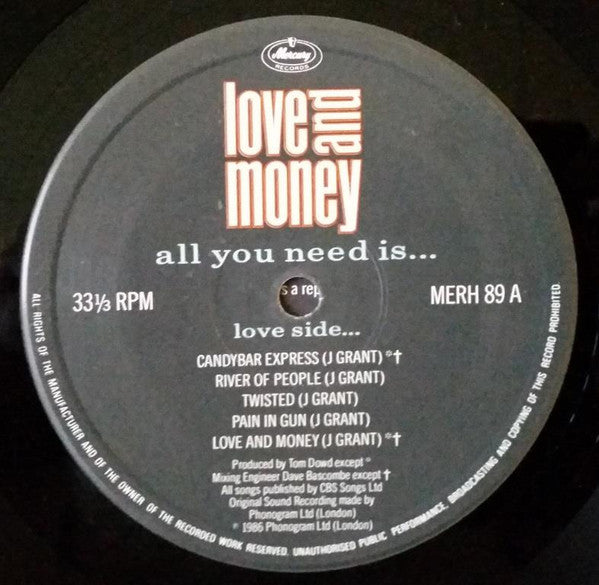 Mercury
RECORDS
love and
money
all you need is...
33⅓ RPM
s a rep
MERH 89 A
love side...
CANDYBAR EXPRESS (J GRANT) *†
RIVER OF PEOPLE (J GRANT)
TWISTED (J GRANT)
PAIN IN GUN (J GRANT)
LOVE AND MONEY (J GRANT) *†
Produced by Tom Dowd except *
Mixing Engineer Dave Bascombe except †
All songs published by CBS Songs Ltd
Original Sound Recording made by
Phonogram Ltd (London)
℗ 1986 Phonogram Ltd (London)
ALL RIGHTS OF THE MANUFACTURER AND OF THE OWNER OF THE RECORDED WORK RESERVED. UNAUTHORISED PUBLIC PERFORMANCE, BROADCASTING AND COPYING OF THIS RECORD PROHIBITED.